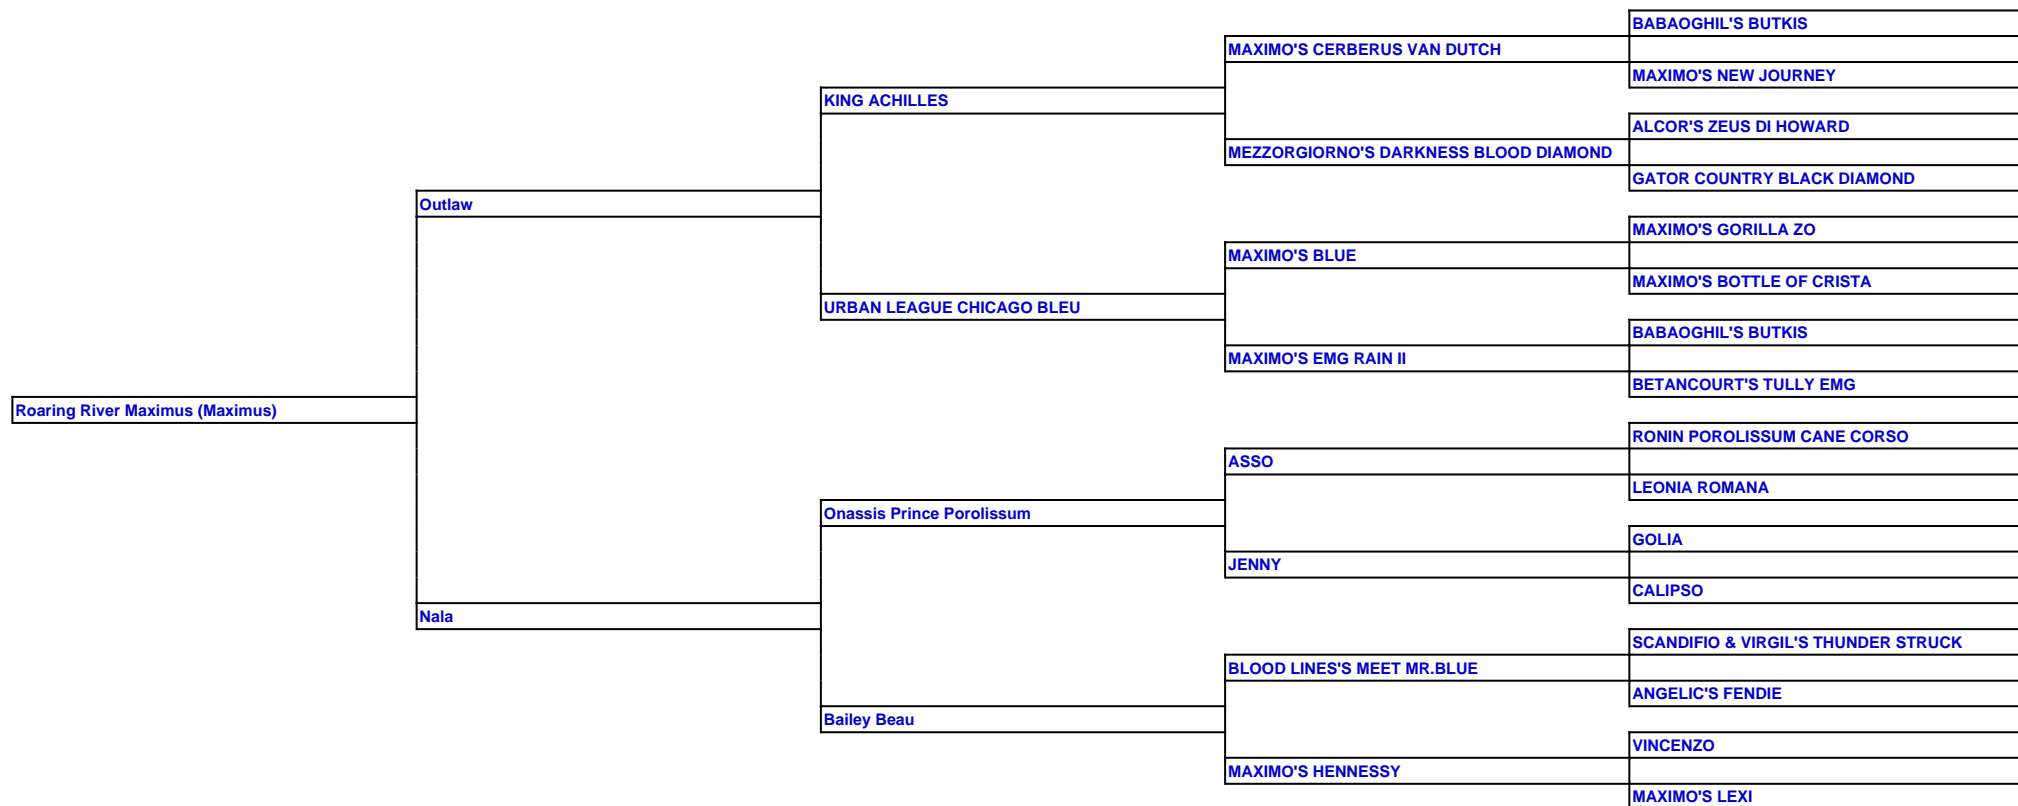 BABAOGHIL'S BUTKIS
MAXIMO'S CERBERUS VAN DUTCH
MAXIMO'S NEW JOURNEY
KING ACHILLES
ALCOR'S ZEUS DI HOWARD
MEZZORGIORNO'S DARKNESS BLOOD DIAMOND
GATOR COUNTRY BLACK DIAMOND
Outlaw
MAXIMO'S GORILLA ZO
MAXIMO'S BLUE
MAXIMO'S BOTTLE OF CRISTA
URBAN LEAGUE CHICAGO BLEU
BABAOGHIL'S BUTKIS
MAXIMO'S EMG RAIN II
BETANCOURT'S TULLY EMG
Roaring River Maximus (Maximus)
RONIN POROLISSUM CANE CORSO
ASSO
LEONIA ROMANA
Onassis Prince Porolissum
GOLIA
JENNY
CALIPSO
Nala
SCANDIFIO & VIRGIL'S THUNDER STRUCK
BLOOD LINES'S MEET MR.BLUE
ANGELIC'S FENDIE
Bailey Beau
VINCENZO
MAXIMO'S HENNESSY
MAXIMO'S LEXI